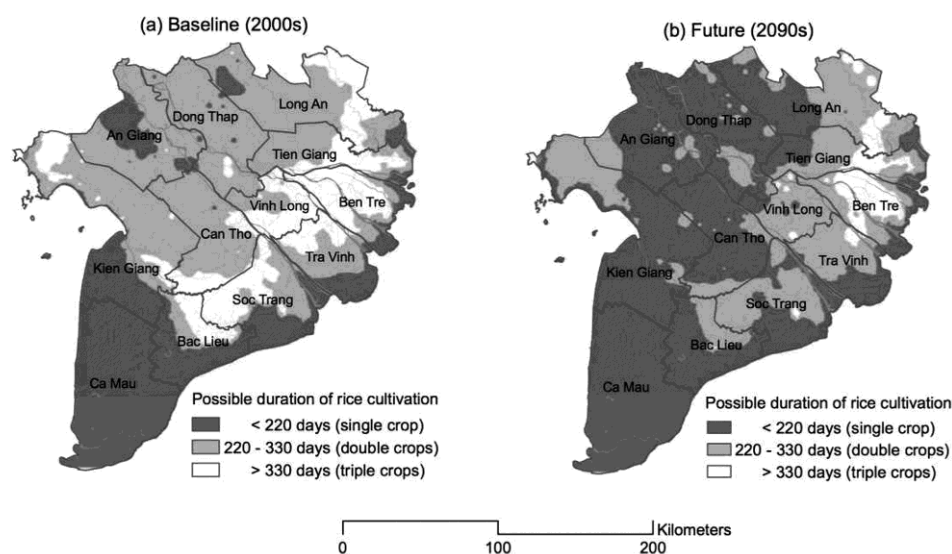 (a) Baseline (2000s)
Long An
Dong Thap
An Giang
Tien Giang
Vinh Long
Ben Tre
Can Tho
Tra Vinh
Kien Giang
Soc Trang
Bac Lieu
Ca Mau
Possible duration of rice cultivation
< 220 days (single crop)
220 - 330 days (double crops)
> 330 days (triple crops)
(b) Future (2090s)
Long An
Dong Thap
An Giang
Tien Giang
Vinh Long
Ben Tre
Can Tho
Tra Vinh
Kien Giang
Soc Trang
Bac Lieu
Ca Mau
Possible duration of rice cultivation
< 220 days (single crop)
220 - 330 days (double crops)
> 330 days (triple crops)
Kilometers
0 100 200